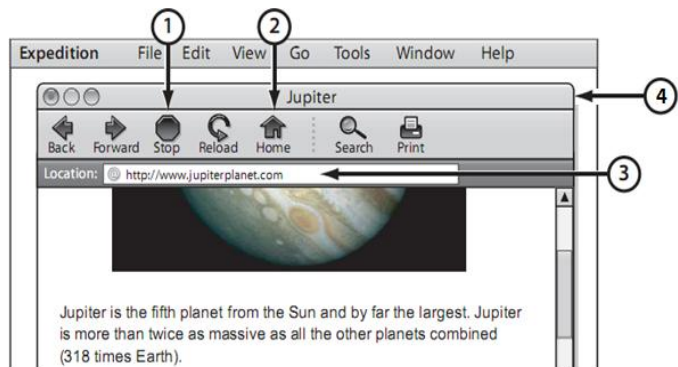 1 2
Expedition File Edit View Go Tools Window Help
Jupiter 4
Back Forward Stop Reload Home Search Print
Location: @ http://www.jupiterplanet.com 3
Jupiter is the fifth planet from the Sun and by far the largest. Jupiter
is more than twice as massive as all the other planets combined
(318 times Earth).